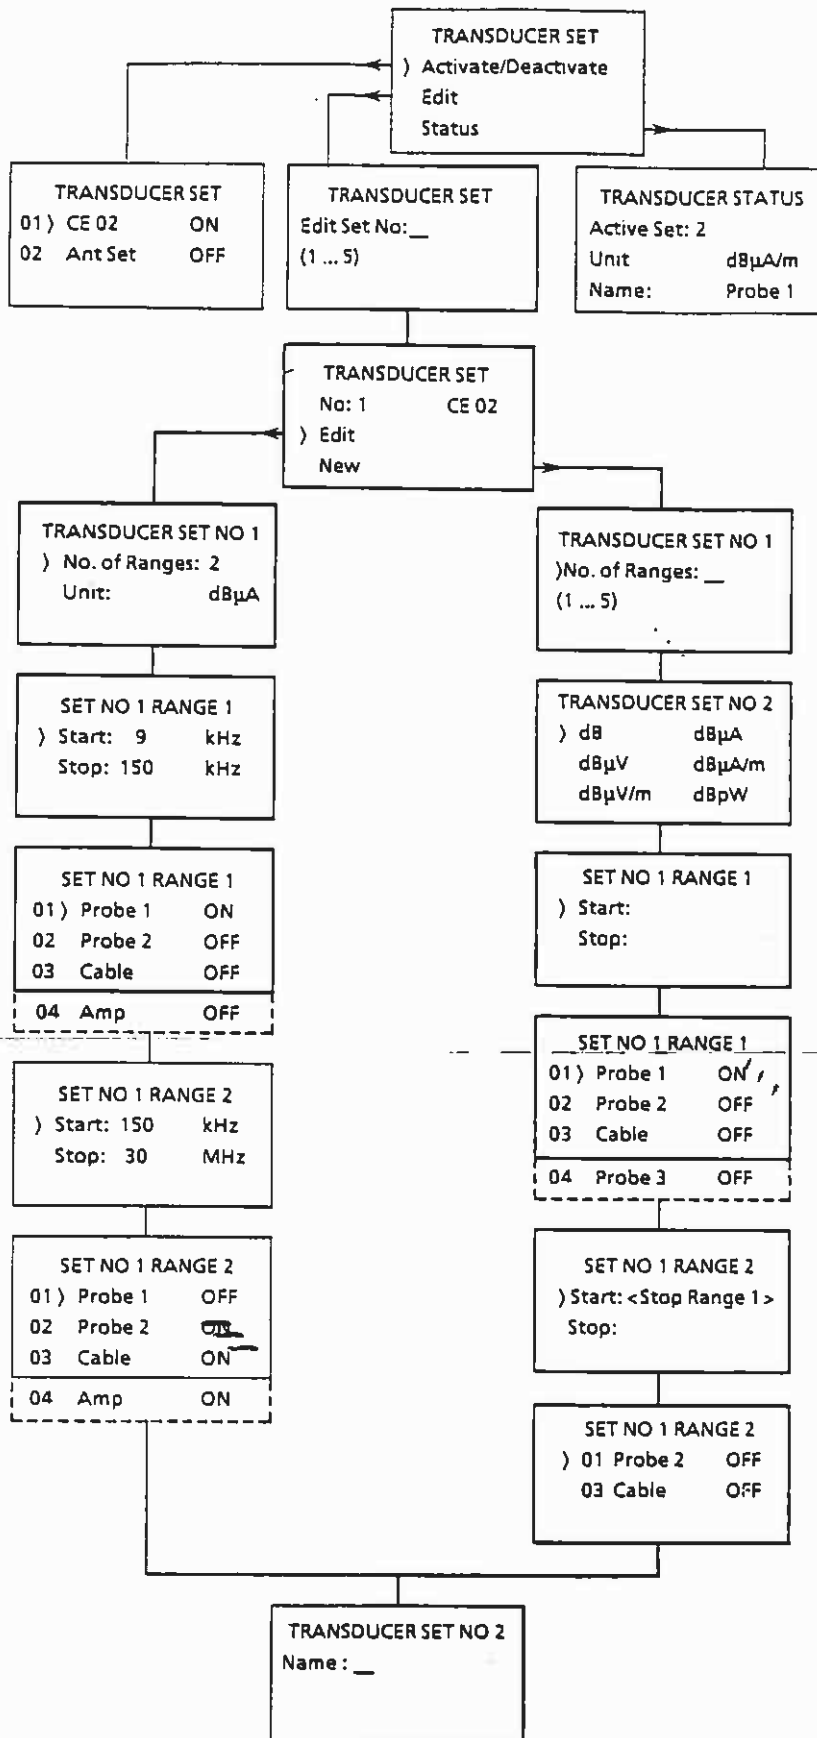 TRANSDUCER SET
) Activate/Deactivate
Edit
Status
TRANSDUCER SET
01) CE 02 ON
02 Ant Set OFF
TRANSDUCER SET
Edit Set No:_
(1 ... 5)
TRANSDUCER STATUS
Active Set: 2
Unit dBµA/m
Name: Probe 1
TRANSDUCER SET
No: 1 CE 02
) Edit
New
TRANSDUCER SET NO 1
) No. of Ranges: 2
Unit: dBµA
SET NO 1 RANGE 1
) Start: 9 kHz
Stop: 150 kHz
SET NO 1 RANGE 1
01) Probe 1 ON
02 Probe 2 OFF
03 Cable OFF
04 Amp OFF
SET NO 1 RANGE 2
) Start: 150 kHz
Stop: 30 MHz
SET NO 1 RANGE 2
01) Probe 1 OFF
02 Probe 2 ON
03 Cable ON
04 Amp ON
TRANSDUCER SET NO 1
)No. of Ranges: _
(1 ... 5)
TRANSDUCER SET NO 2
) dB dBµA
dBµV dBµA/m
dBµV/m dBpW
SET NO 1 RANGE 1
) Start:
Stop:
SET NO 1 RANGE 1
01) Probe 1 ON
02 Probe 2 OFF
03 Cable OFF
04 Probe 3 OFF
SET NO 1 RANGE 2
) Start: <Stop Range 1>
Stop:
SET NO 1 RANGE 2
) 01 Probe 2 OFF
03 Cable OFF
TRANSDUCER SET NO 2
Name : _